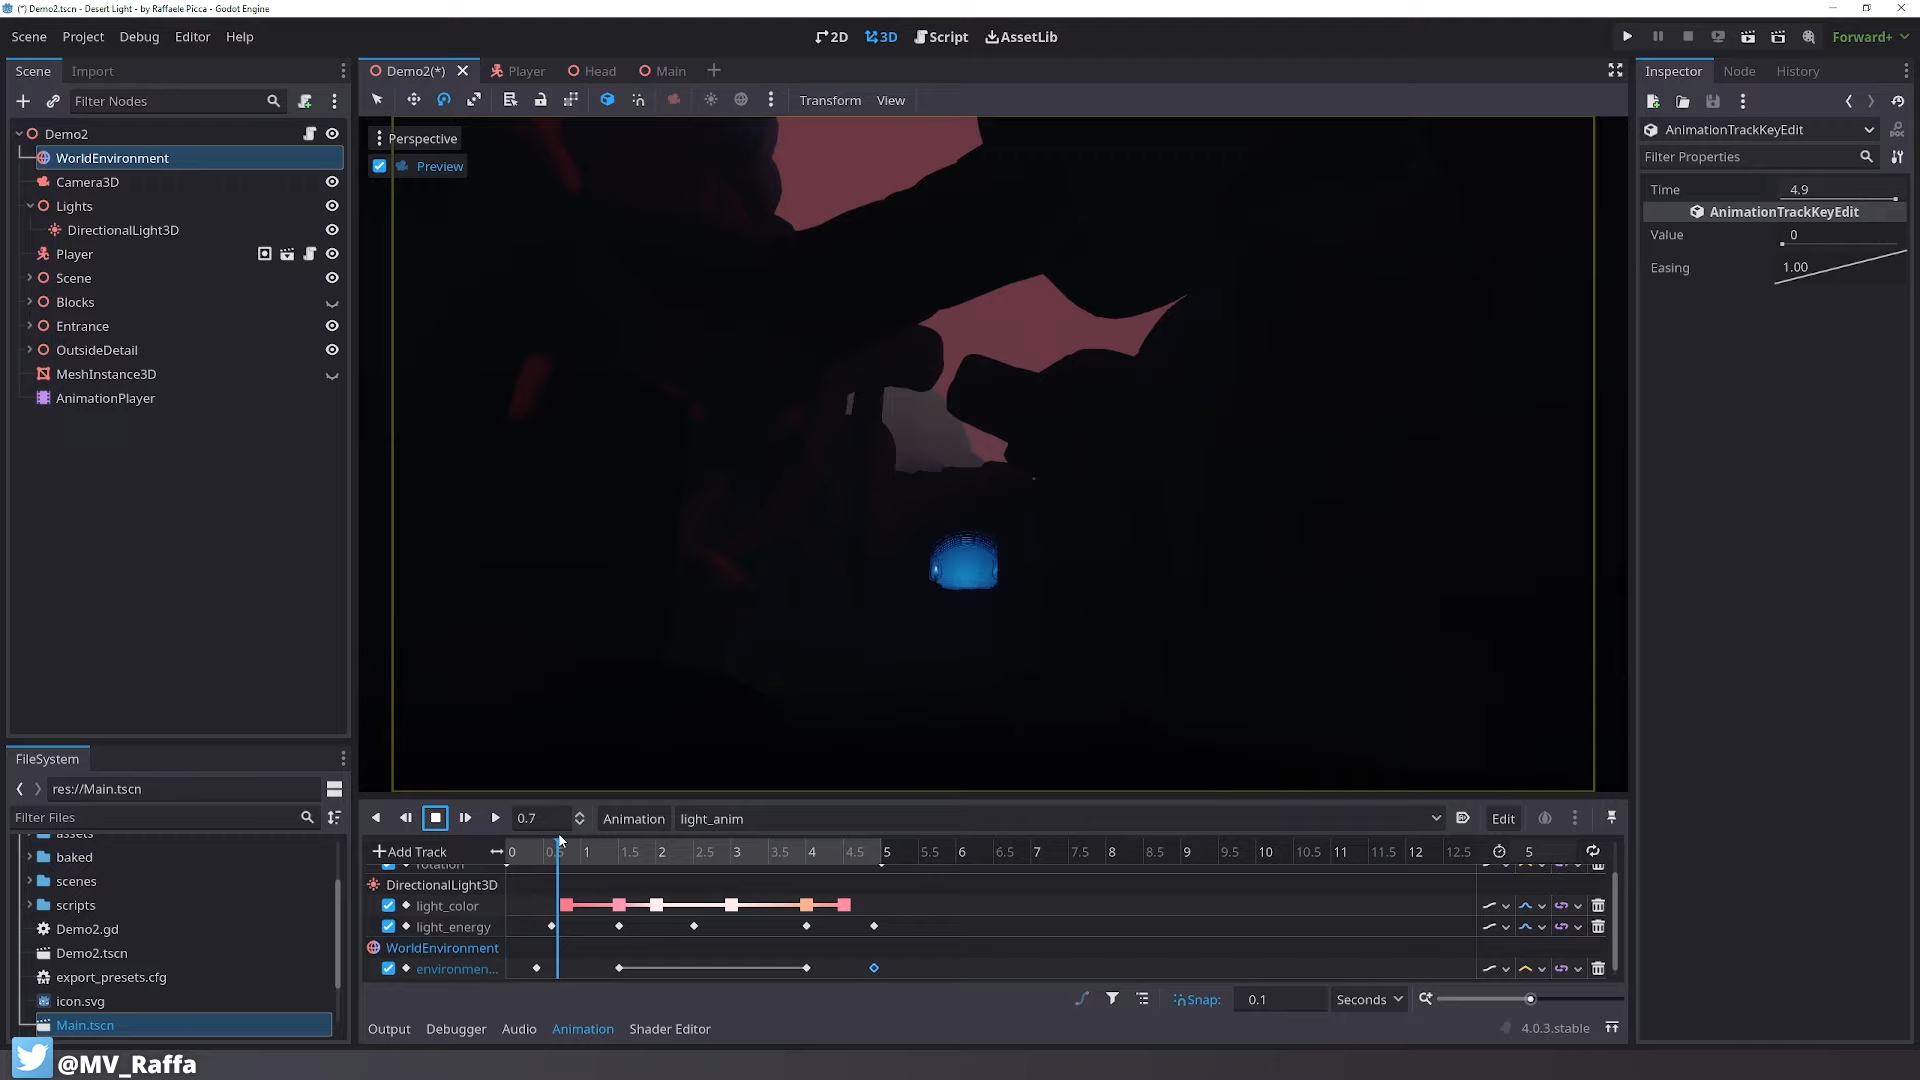 (*) Demo2.tscn - Desert Light - by Raffaele Picca - Godot Engine
Scene Project Debug Editor Help
2D 3D Script AssetLib
Forward+
Scene Import
Filter Nodes
Demo2
WorldEnvironment
Camera3D
Lights
DirectionalLight3D
Player
Scene
Blocks
Entrance
OutsideDetail
MeshInstance3D
AnimationPlayer
FileSystem
res://Main.tscn
Filter Files
assets
baked
scenes
scripts
Demo2.gd
Demo2.tscn
export_presets.cfg
icon.svg
Main.tscn
@MV_Raffa
Demo2(*) Player Head Main
Transform View
Perspective
Preview
0.7 Animation light_anim Edit
Add Track 0 0.5 1 1.5 2 2.5 3 3.5 4 4.5 5 5.5 6 6.5 7 7.5 8 8.5 9 9.5 10 10.5 11 11.5 12 12.5 5
rotation
DirectionalLight3D
light_color
light_energy
WorldEnvironment
environmen...
Snap: 0.1 Seconds
Output Debugger Audio Animation Shader Editor 4.0.3.stable
Inspector Node History
AnimationTrackKeyEdit
DOC
Filter Properties
Time 4.9
AnimationTrackKeyEdit
Value 0
Easing 1.00